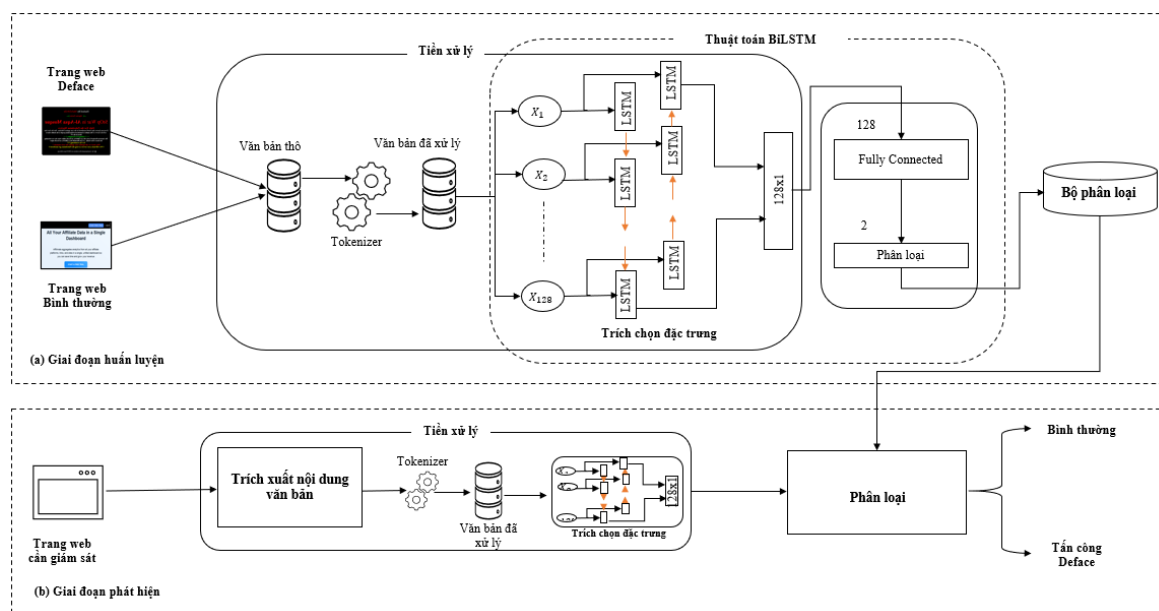 Thuật toán BiLSTM
Tiền xử lý
Trang web
Deface
Văn bản thô
Văn bản đã xử lý
Tokenizer
All Your Affiliate Data in a Single
Dashboard
Trang web
Bình thường
X₁
X₂
X₁₂₈
LSTM
LSTM
LSTM
LSTM
LSTM
LSTM
128x1
Trích chọn đặc trưng
128
Fully Connected
2
Phân loại
Bộ phân loại
(a) Giai đoạn huấn luyện
Tiền xử lý
Trích xuất nội dung
văn bản
Tokenizer
Văn bản đã
xử lý
128x1
Trích chọn đặc trưng
Phân loại
Bình thường
Tấn công
Deface
Trang web
cần giám sát
(b) Giai đoạn phát hiện